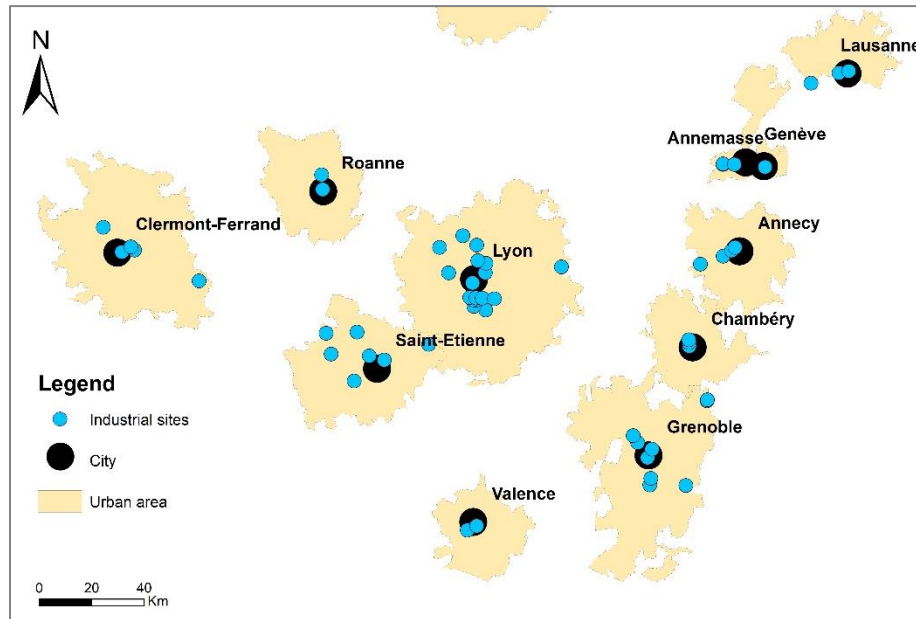 N
Lausanne
Annemasse
Genève
Roanne
Clermont-Ferrand
Annecy
Lyon
Chambéry
Saint-Etienne
Grenoble
Valence
Legend
Industrial sites
City
Urban area
0 20 40
Km